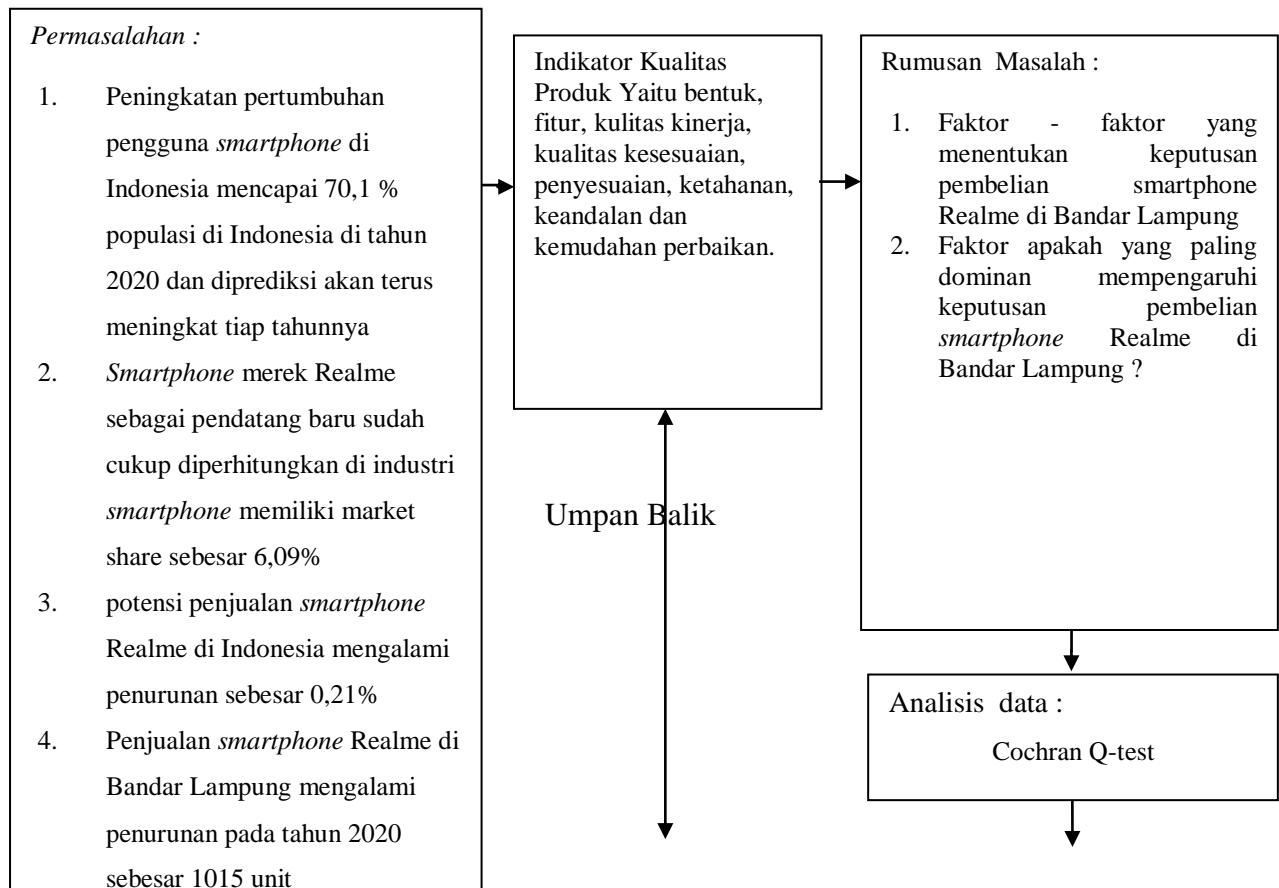 Permasalahan :
1. Peningkatan pertumbuhan
pengguna smartphone di
Indonesia mencapai 70,1 %
populasi di Indonesia di tahun
2020 dan diprediksi akan terus
meningkat tiap tahunnya
2. Smartphone merek Realme
sebagai pendatang baru sudah
cukup diperhitungkan di industri
smartphone memiliki market
share sebesar 6,09%
3. potensi penjualan smartphone
Realme di Indonesia mengalami
penurunan sebesar 0,21%
4. Penjualan smartphone Realme di
Bandar Lampung mengalami
penurunan pada tahun 2020
sebesar 1015 unit
Indikator Kualitas
Produk Yaitu bentuk,
fitur, kulitas kinerja,
kualitas kesesuaian,
penyesuaian, ketahanan,
keandalan dan
kemudahan perbaikan.
Umpan Balik
Rumusan Masalah :
1. Faktor - faktor yang
menentukan keputusan
pembelian smartphone
Realme di Bandar Lampung
2. Faktor apakah yang paling
dominan mempengaruhi
keputusan pembelian
smartphone Realme di
Bandar Lampung ?
Analisis data :
Cochran Q-test